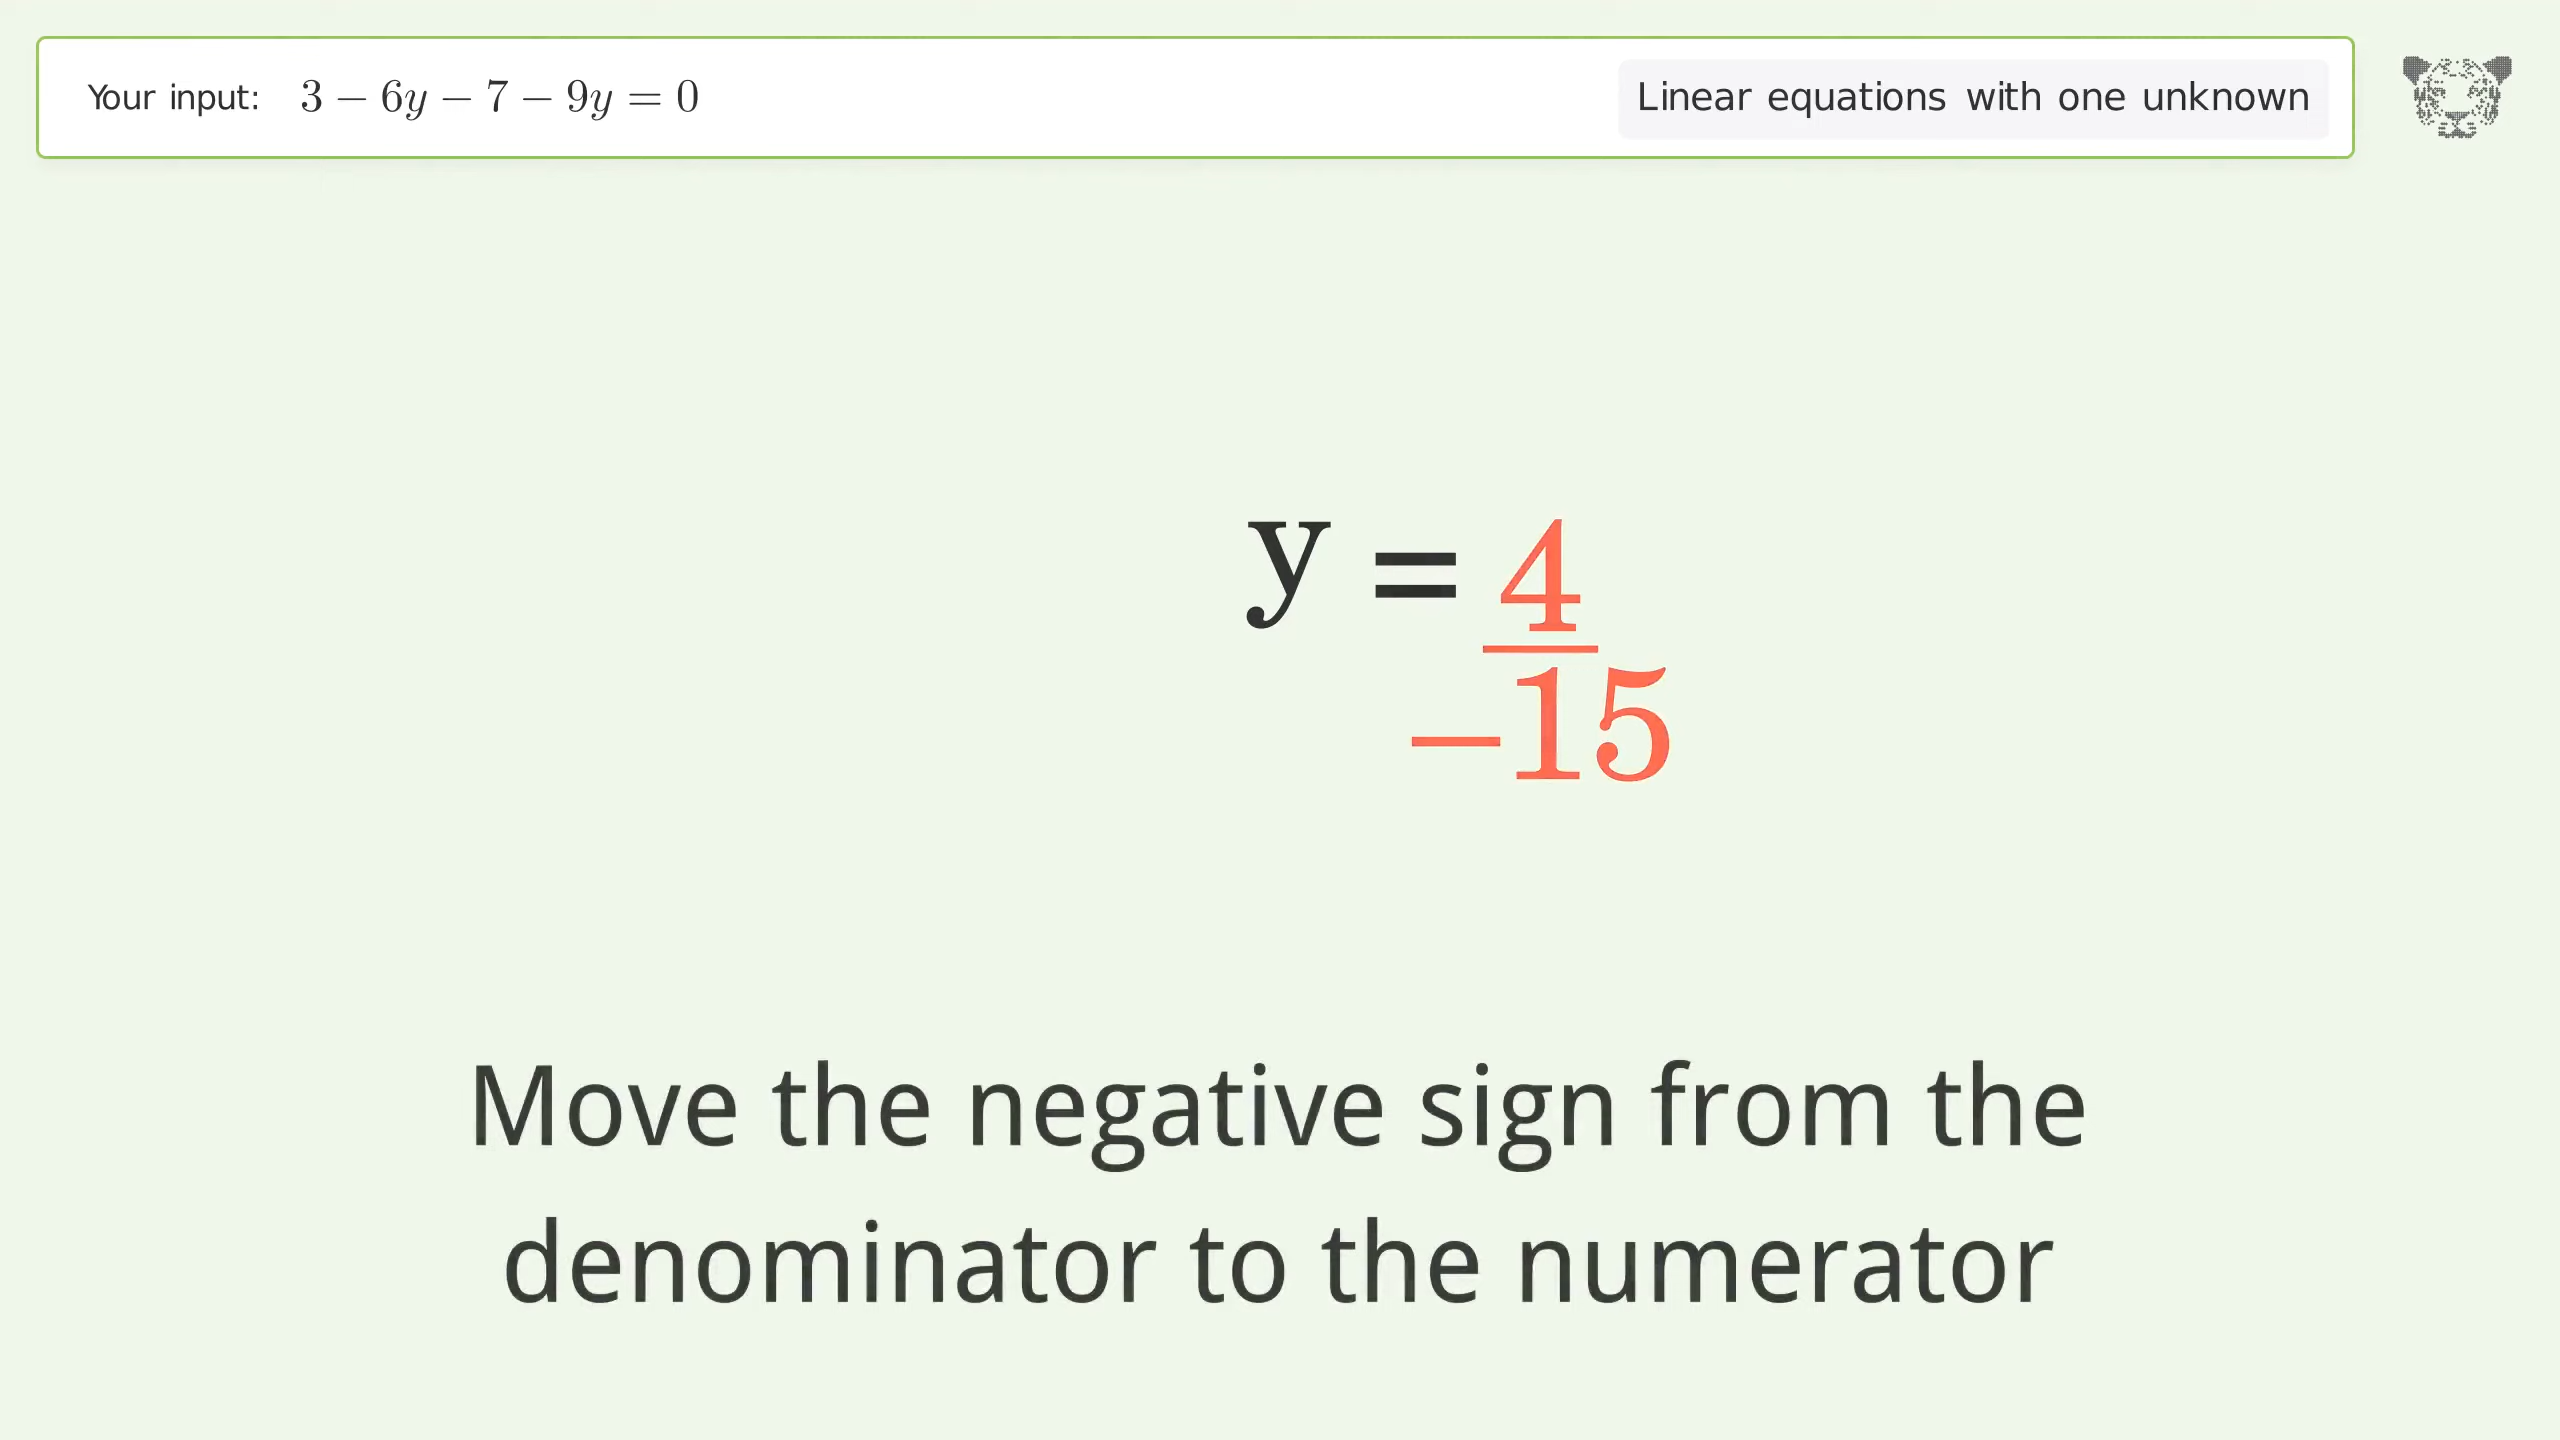 Your input: 3 − 6y − 7 − 9y = 0
Linear equations with one unknown
y = 4
−15
Move the negative sign from the
denominator to the numerator